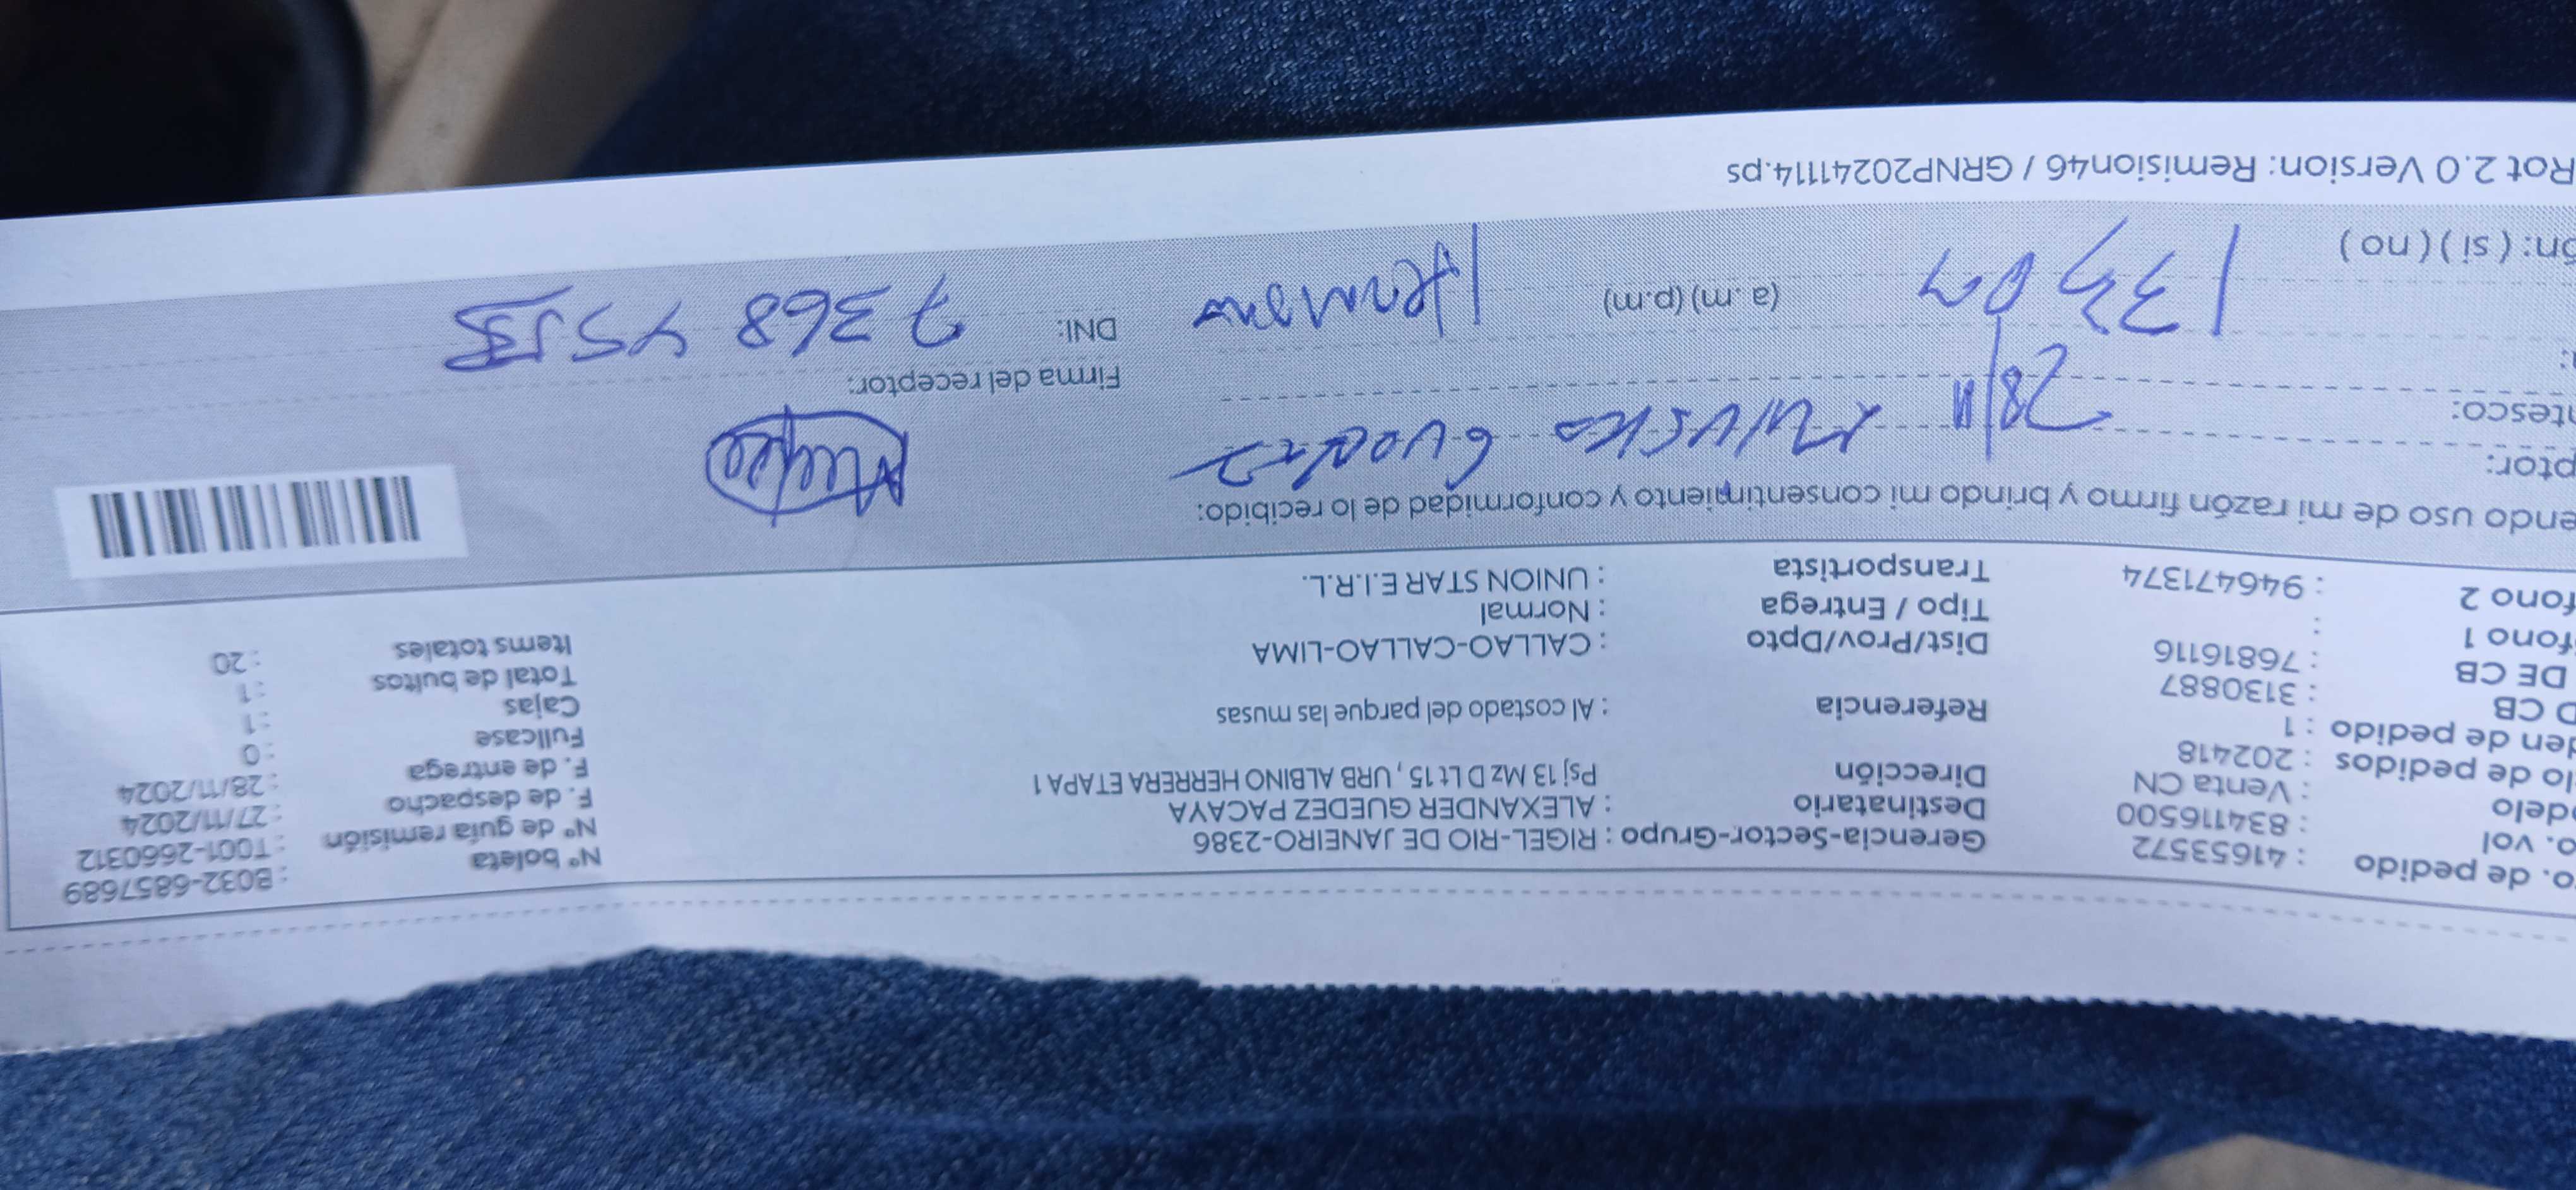 o. de pedido : 41653572
o. vol : 834116500
delo : Venta CN
lo de pedidos : 202418
den de pedido : 1
D CB : 3130887
DE CB : 76816116
fono 1 :
fono 2 : 946471374
Gerencia-Sector-Grupo : RIGEL-RIO DE JANEIRO-2386
Destinatario : ALEXANDER GUEDEZ PACAYA
Dirección Psj 13 Mz D Lt 15 , URB ALBINO HERRERA ETAPA 1
Referencia : Al costado del parque las musas
Dist/Prov/Dpto : CALLAO-CALLAO-LIMA
Tipo / Entrega : Normal
Transportista : UNION STAR E.I.R.L.
Nº boleta : B032-6857689
Nº de guía remisión : T001-2660312
F. de despacho : 27/11/2024
F. de entrega : 28/11/2024
Fullcase : 0
Cajas : 1
Total de bultos : 1
Items totales : 20
endo uso de mi razón firmo y brindo mi consentimiento y conformidad de lo recibido:
ptor:
tesco: 28/11
Firma del receptor:
(a.m) (p.m) Hermano
DNI: 7368 45
ón: ( si ) ( no )
Rot 2.0 Version: Remision46 / GRNP20241114.ps